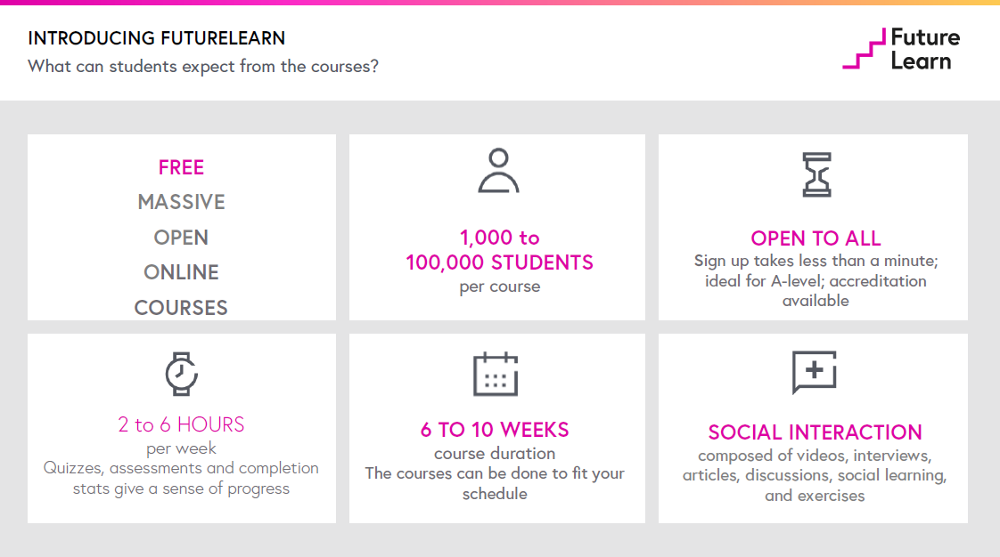 INTRODUCING FUTURELEARN
What can students expect from the courses?
Future
Learn
FREE
MASSIVE
OPEN
ONLINE
COURSES
1,000 to
100,000 STUDENTS
per course
OPEN TO ALL
Sign up takes less than a minute;
ideal for A-level; accreditation
available
2 to 6 HOURS
per week
Quizzes, assessments and completion
stats give a sense of progress
6 TO 10 WEEKS
course duration
The courses can be done to fit your
schedule
SOCIAL INTERACTION
composed of videos, interviews,
articles, discussions, social learning,
and exercises